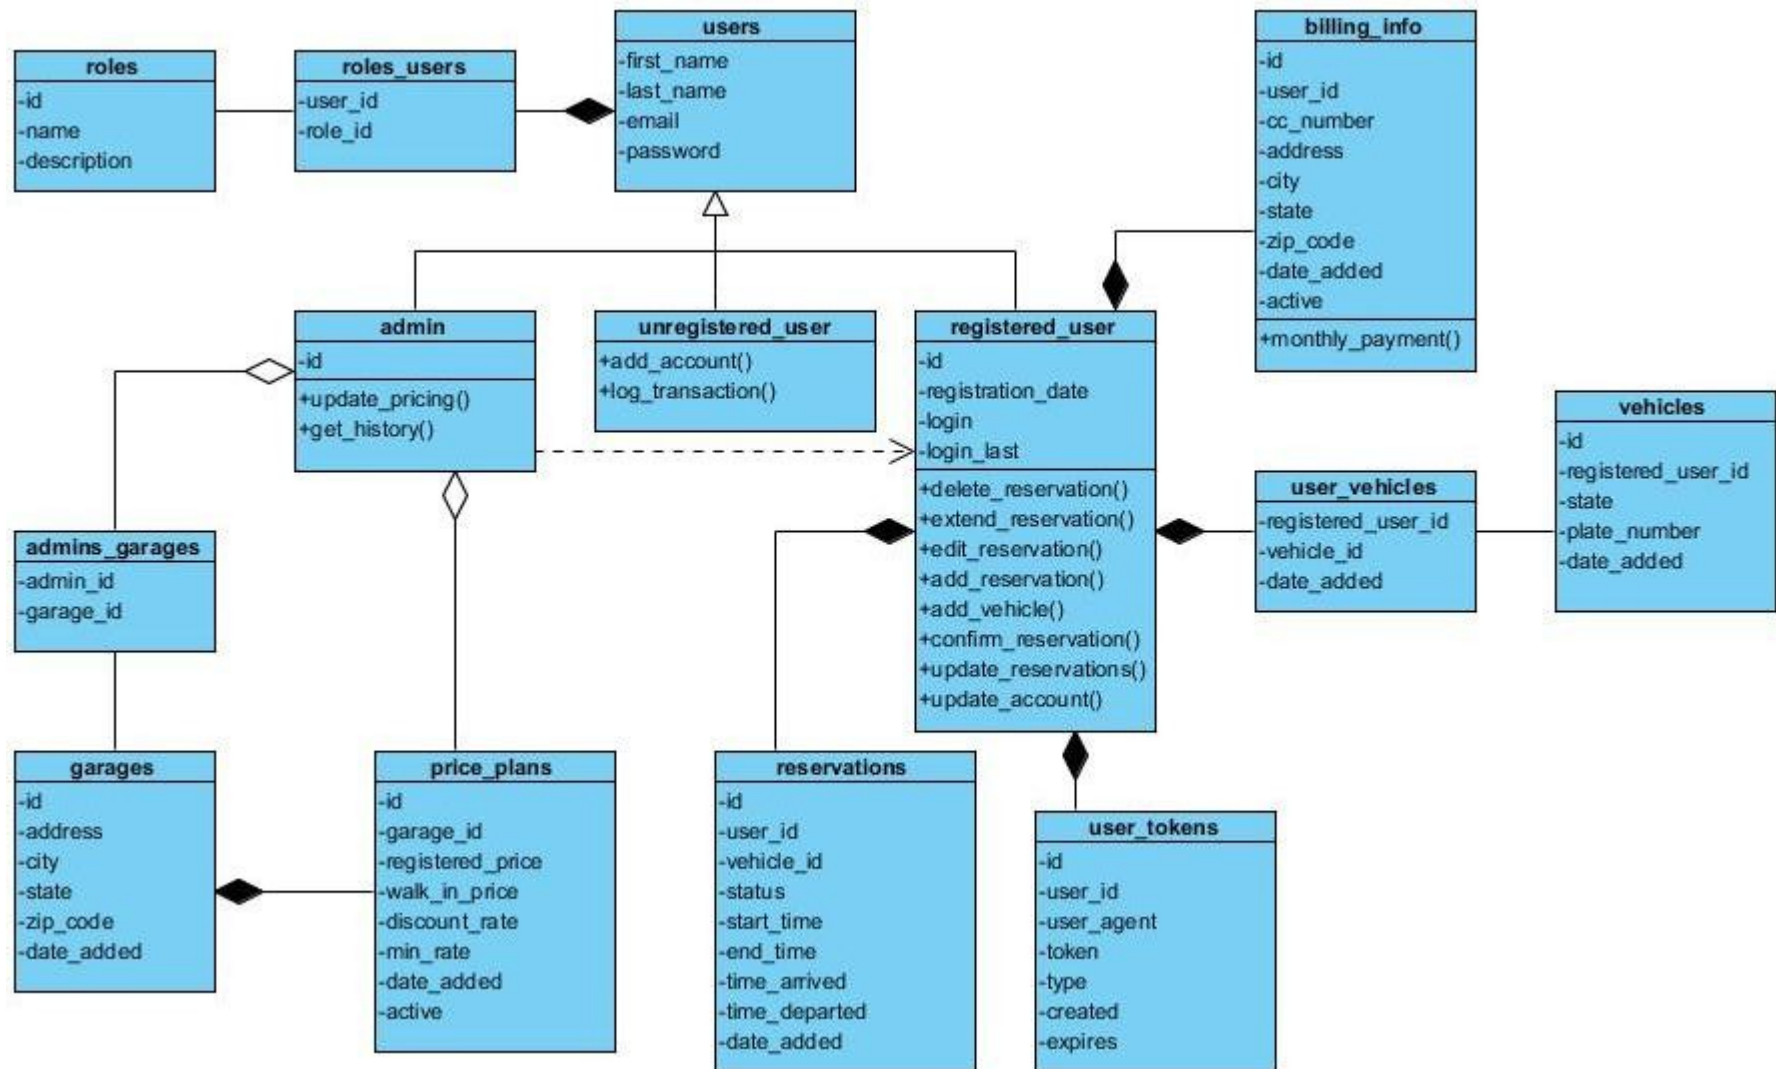 roles
-id
-name
-description
roles_users
-user_id
-role_id
users
-first_name
-last_name
-email
-password
billing_info
-id
-user_id
-cc_number
-address
-city
-state
-zip_code
-date_added
-active
+monthly_payment()
admin
-id
+update_pricing()
+get_history()
unregistered_user
+add_account()
+log_transaction()
registered_user
-id
-registration_date
-login
-login_last
+delete_reservation()
+extend_reservation()
+edit_reservation()
+add_reservation()
+add_vehicle()
+confirm_reservation()
+update_reservations()
+update_account()
user_vehicles
-registered_user_id
-vehicle_id
-date_added
vehicles
-id
-registered_user_id
-state
-plate_number
-date_added
admins_garages
-admin_id
-garage_id
garages
-id
-address
-city
-state
-zip_code
-date_added
price_plans
-id
-garage_id
-registered_price
-walk_in_price
-discount_rate
-min_rate
-date_added
-active
reservations
-id
-user_id
-vehicle_id
-status
-start_time
-end_time
-time_arrived
-time_departed
-date_added
user_tokens
-id
-user_id
-user_agent
-token
-type
-created
-expires